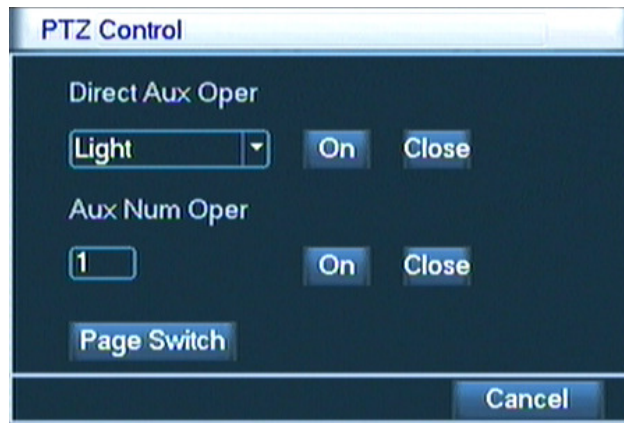 PTZ Control
Direct Aux Oper
Light On Close
Aux Num Oper
1 On Close
Page Switch
Cancel